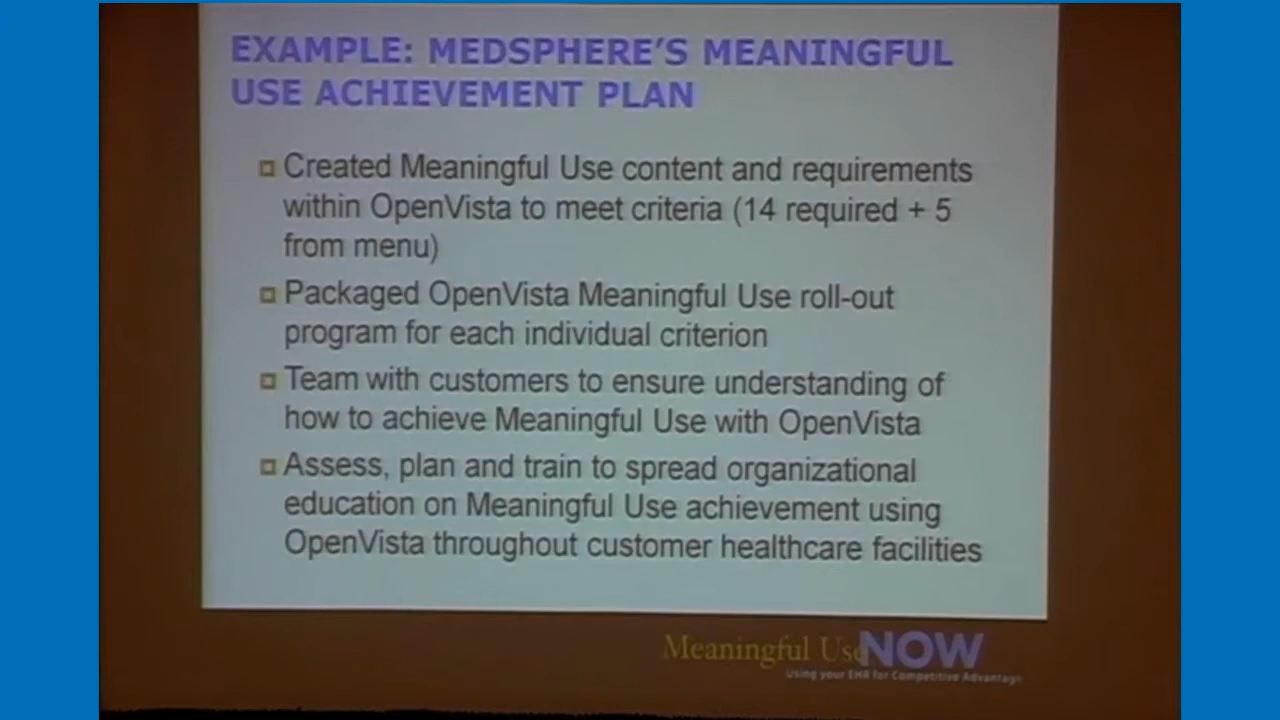 EXAMPLE: MEDSPHERE'S MEANINGFUL
USE ACHIEVEMENT PLAN
Created Meaningful Use content and requirements
within OpenVista to meet criteria (14 required + 5
from menu)
Packaged OpenVista Meaningful Use roll-out
program for each individual criterion
Team with customers to ensure understanding of
how to achieve Meaningful Use with OpenVista
Assess, plan and train to spread organizational
education on Meaningful Use achievement using
OpenVista throughout customer healthcare facilities
Meaningful Use NOW
Using your EHR for Competitive Advantage